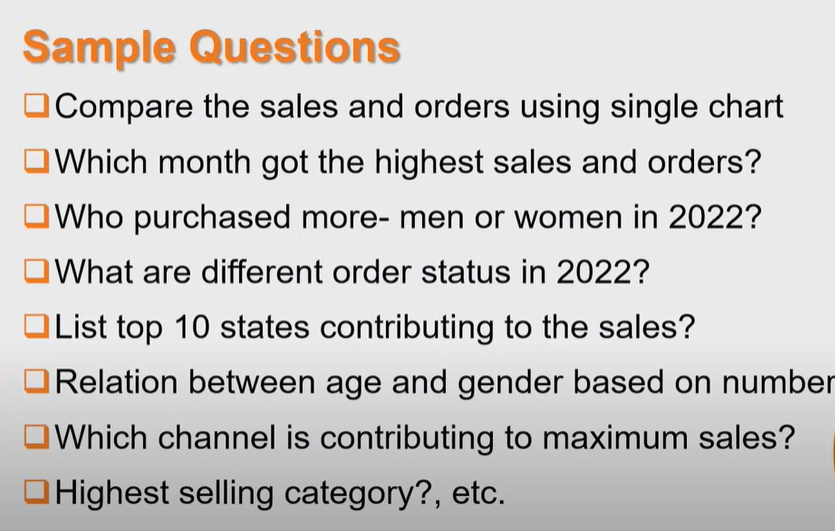 Sample Questions
Compare the sales and orders using single chart
Which month got the highest sales and orders?
Who purchased more- men or women in 2022?
What are different order status in 2022?
List top 10 states contributing to the sales?
Relation between age and gender based on number
Which channel is contributing to maximum sales?
Highest selling category?, etc.